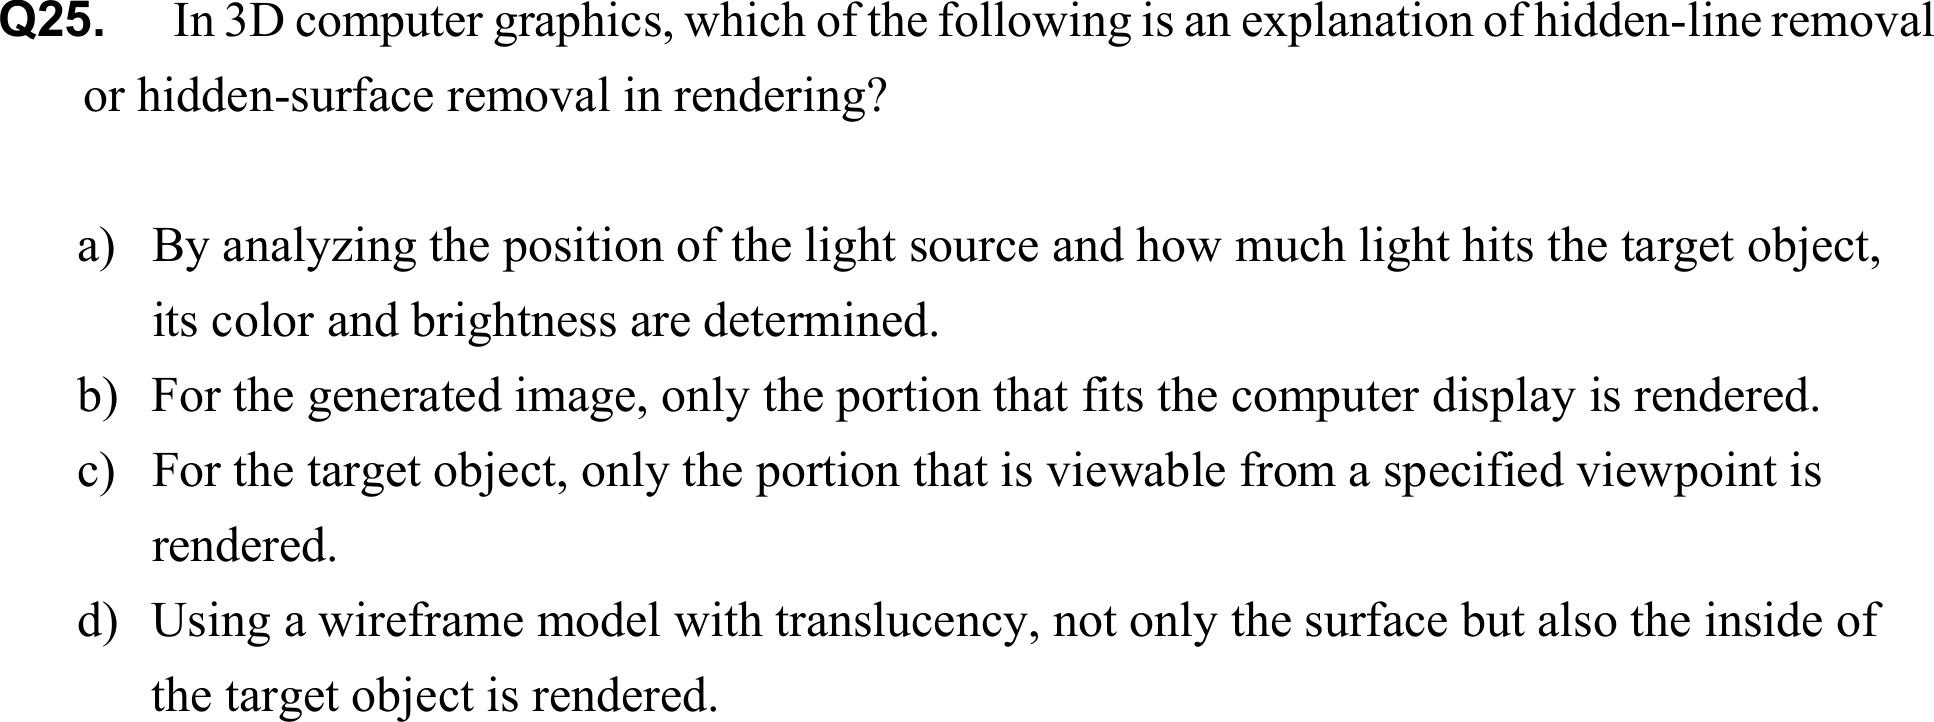 Q25. In 3D computer graphics, which of the following is an explanation of hidden-line removal
or hidden-surface removal in rendering?
a) By analyzing the position of the light source and how much light hits the target object,
its color and brightness are determined.
b) For the generated image, only the portion that fits the computer display is rendered.
c) For the target object, only the portion that is viewable from a specified viewpoint is
rendered.
d) Using a wireframe model with translucency, not only the surface but also the inside of
the target object is rendered.